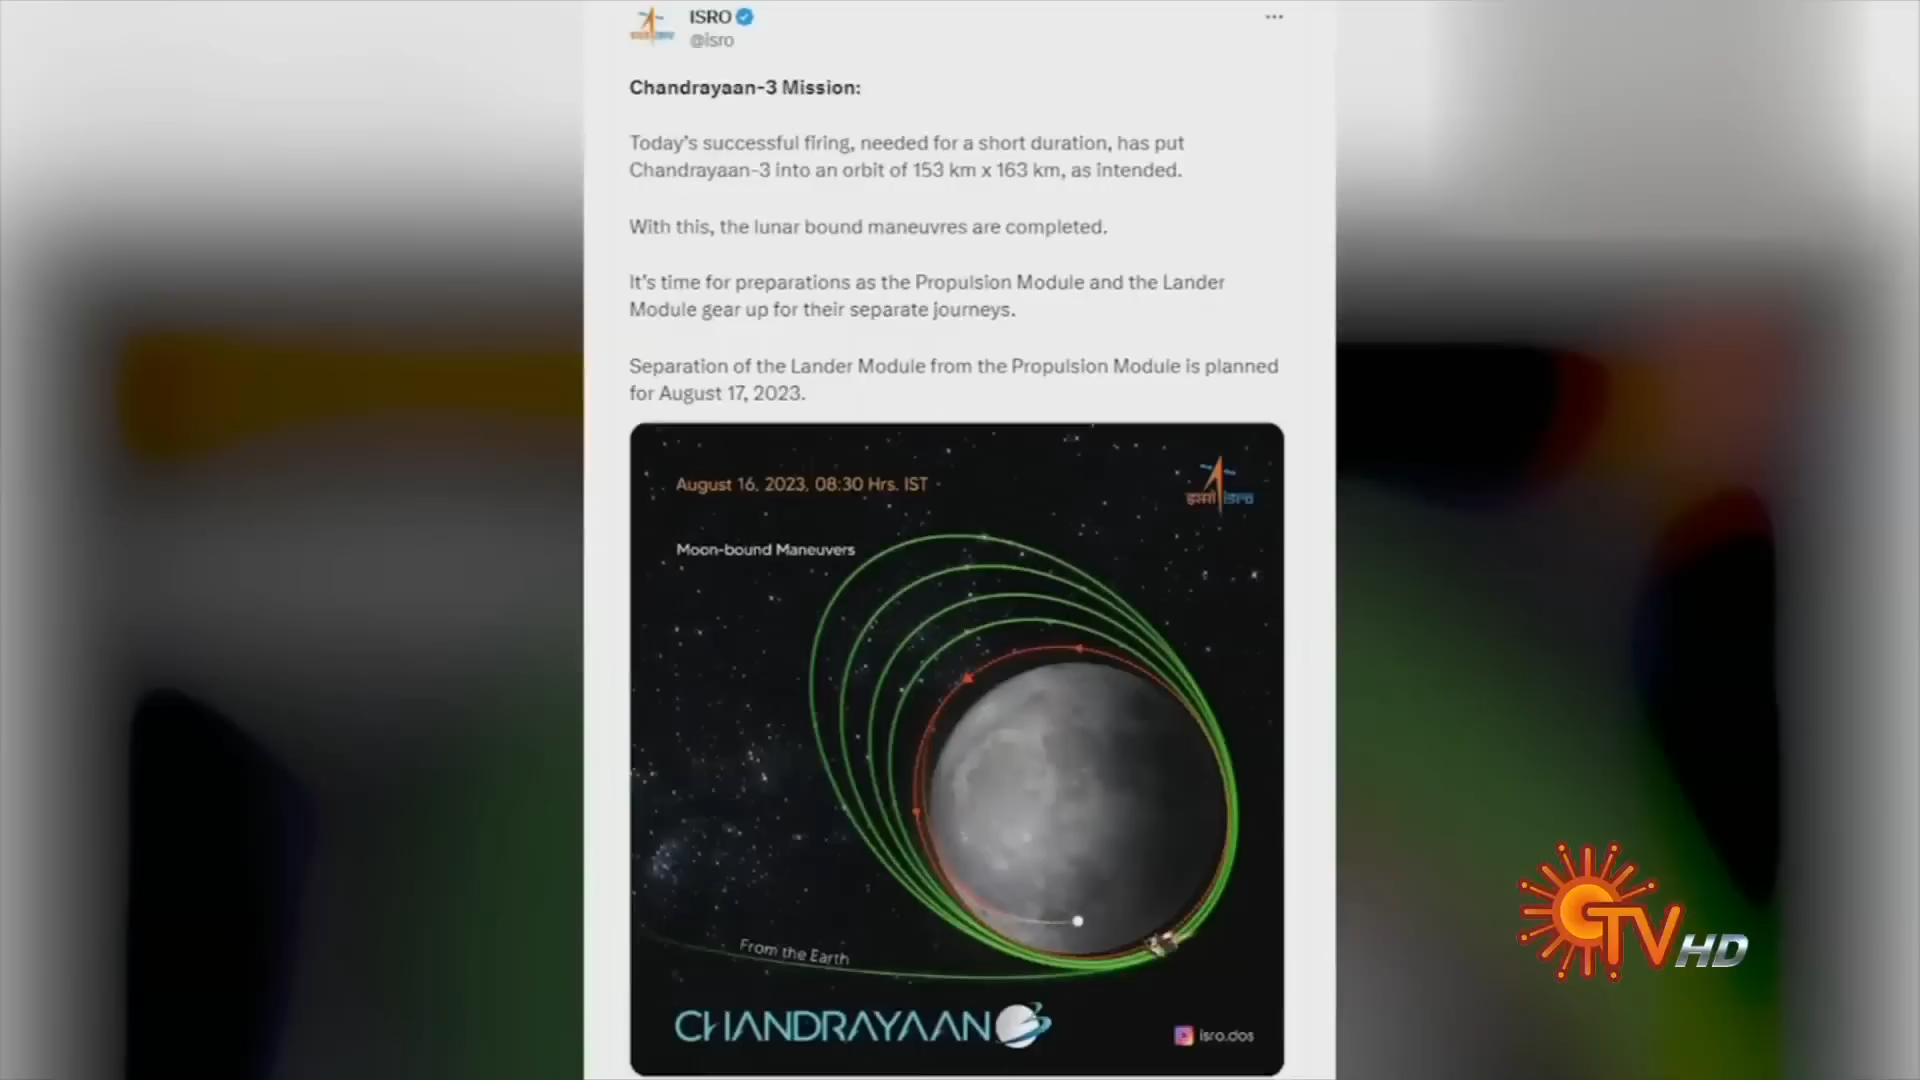 ISRO
@isro
Chandrayaan-3 Mission:
Today's successful firing, needed for a short duration, has put
Chandrayaan-3 into an orbit of 153 km x 163 km, as intended.
With this, the lunar bound maneuvres are completed.
It's time for preparations as the Propulsion Module and the Lander
Module gear up for their separate journeys.
Separation of the Lander Module from the Propulsion Module is planned
for August 17, 2023.
August 16, 2023, 08:30 Hrs. IST
इसरो isro
Moon-bound Maneuvers
From the Earth
CHANDRAYAAN 3
isro.dos
TV HD